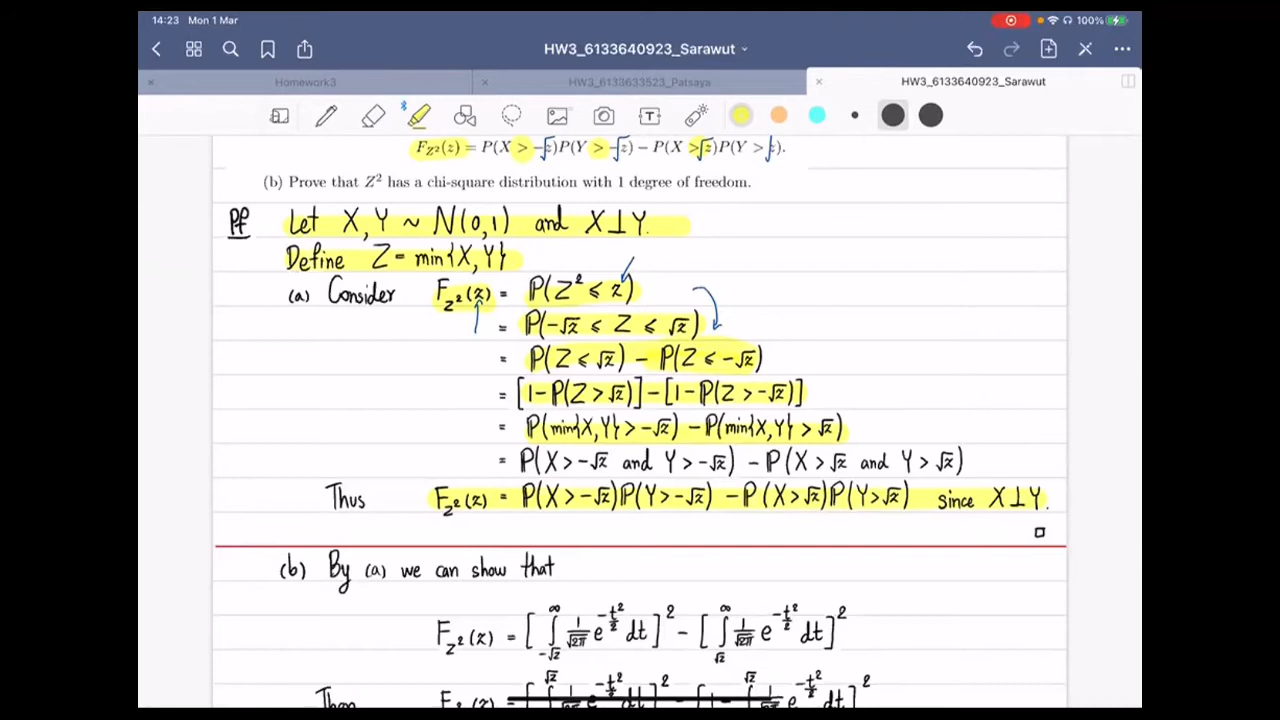 14:23 Mon 1 Mar
100%
HW3_6133640923_Sarawut
Homework3
HW3_6133633523_Patsaya
HW3_6133640923_Sarawut
F_{Z²}(z) = P(X > −√z)P(Y > −√z) − P(X > √z)P(Y > √z).
(b) Prove that Z² has a chi-square distribution with 1 degree of freedom.
Pf Let X, Y ~ N(0,1) and X⊥Y.
Define Z = min{X,Y}
(a) Consider F_{Z²}(z) = P(Z² ≤ z)
= P(−√z ≤ Z ≤ √z)
= P(Z ≤ √z) − P(Z ≤ −√z)
= [1−P(Z > √z)] − [1−P(Z > −√z)]
= P(min{X,Y} > −√z) − P(min{X,Y} > √z)
= P(X > −√z and Y > −√z) − P(X > √z and Y > √z)
Thus F_{Z²}(z) = P(X > −√z)P(Y > −√z) − P(X > √z)P(Y > √z) since X⊥Y.
□
(b) By (a) we can show that
F_{Z²}(z) = [∫_{−√z}^{∞} 1/√2π e^{−t²/2} dt]² − [∫_{√z}^{∞} 1/√2π e^{−t²/2} dt]²